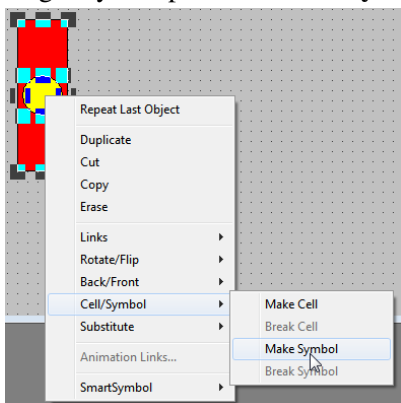 Repeat Last Object
Duplicate
Cut
Copy
Erase
Links
Rotate/Flip
Back/Front
Cell/Symbol
Substitute
Animation Links...
SmartSymbol
Make Cell
Break Cell
Make Symbol
Break Symbol